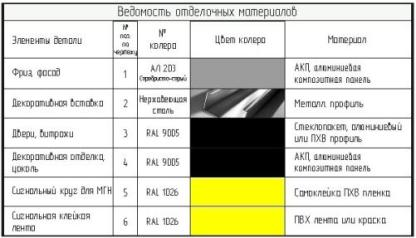 Ведомость отделочных материалов
Элементы детали
№
поз.
по
чертежу
№
колера
Цвет колера
Материал
Фриз, фасад
1
А/1 203
(серебристо-серый)
АКП, алюминиевая
композитная панель
Декоративная вставка
2
Нержавеющая
сталь
Металл. профиль
Двери, витражи
3
RAL 9005
Стеклопакет, алюминиевый
или ПХВ профиль
Декоративная отделка,
цоколь
4
RAL 9005
АКП, алюминиевая
композитная панель
Сигнальный круг для МГН
5
RAL 1026
Самоклейка ПХВ пленка
Сигнальная клейкая
лента
6
RAL 1026
ПВХ лента или краска